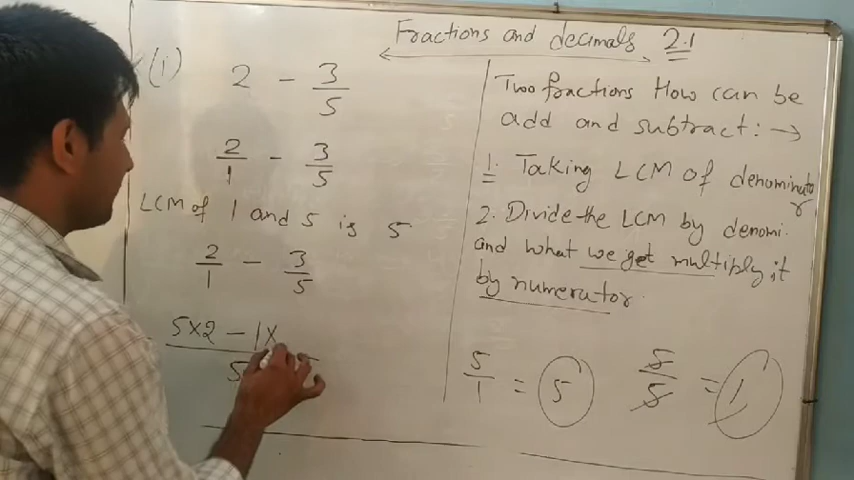 Fractions and decimals 2.1
(i) 2 - 3/5
2/1 - 3/5
LCM of 1 and 5 is 5
2/1 - 3/5
5x2 - 1x
5
Two fractions How can be
add and subtract: →
1. Taking LCM of denominator
2. Divide the LCM by denomi.
and what we get multiply it
by numerator.
5/1 = 5
5/5 = 1